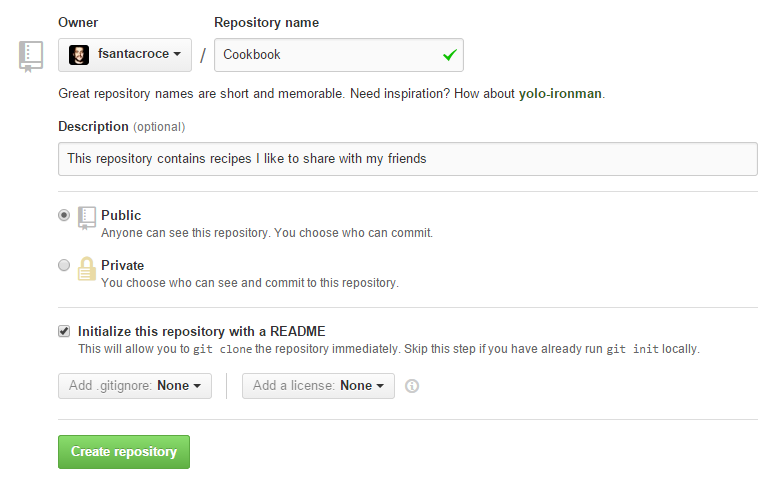 Owner Repository name
fsantacroce / Cookbook
Great repository names are short and memorable. Need inspiration? How about yolo-ironman.
Description (optional)
This repository contains recipes I like to share with my friends
Public
Anyone can see this repository. You choose who can commit.
Private
You choose who can see and commit to this repository.
Initialize this repository with a README
This will allow you to git clone the repository immediately. Skip this step if you have already run git init locally.
Add .gitignore: None Add a license: None
Create repository